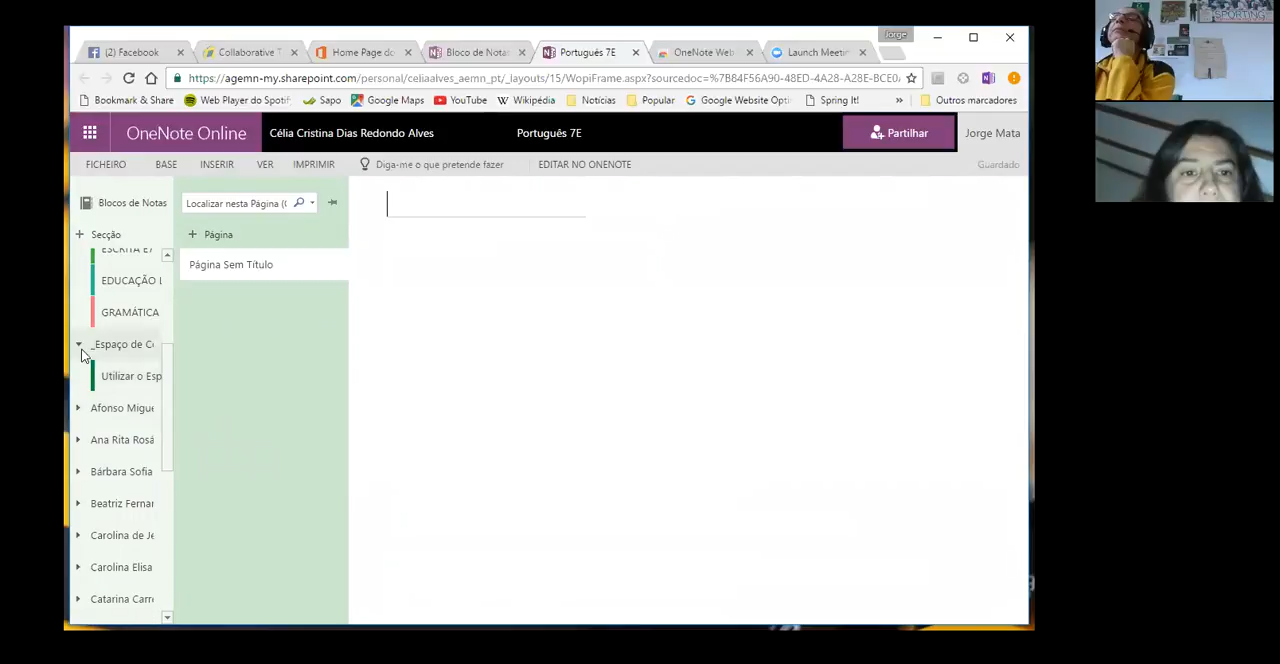 Jorge
(2) Facebook
Collaborative T
Home Page do
Bloco de Notas
Português 7E
OneNote Web
Launch Meetin
https://agemn-my.sharepoint.com/personal/celiaalves_aemn_pt/_layouts/15/WopiFrame.aspx?sourcedoc=%7B84F56A90-48ED-4A28-A28E-BCE0
Bookmark & Share
Web Player do Spotif
Sapo
Google Maps
YouTube
Wikipédia
Notícias
Popular
Google Website Opti
Spring It!
»
Outros marcadores
OneNote Online
Célia Cristina Dias Redondo Alves
Português 7E
Partilhar
Jorge Mata
FICHEIRO
BASE
INSERIR
VER
IMPRIMIR
Diga-me o que pretende fazer
EDITAR NO ONENOTE
Guardado
Blocos de Notas
Localizar nesta Página (C
+ Secção
+ Página
ESCRITA E/
Página Sem Título
EDUCAÇÃO L
GRAMÁTICA
_Espaço de Co
Utilizar o Esp
Afonso Migue
Ana Rita Rosá
Bárbara Sofia
Beatriz Fernar
Carolina de Je
Carolina Elisa
Catarina Carr
SPORTING